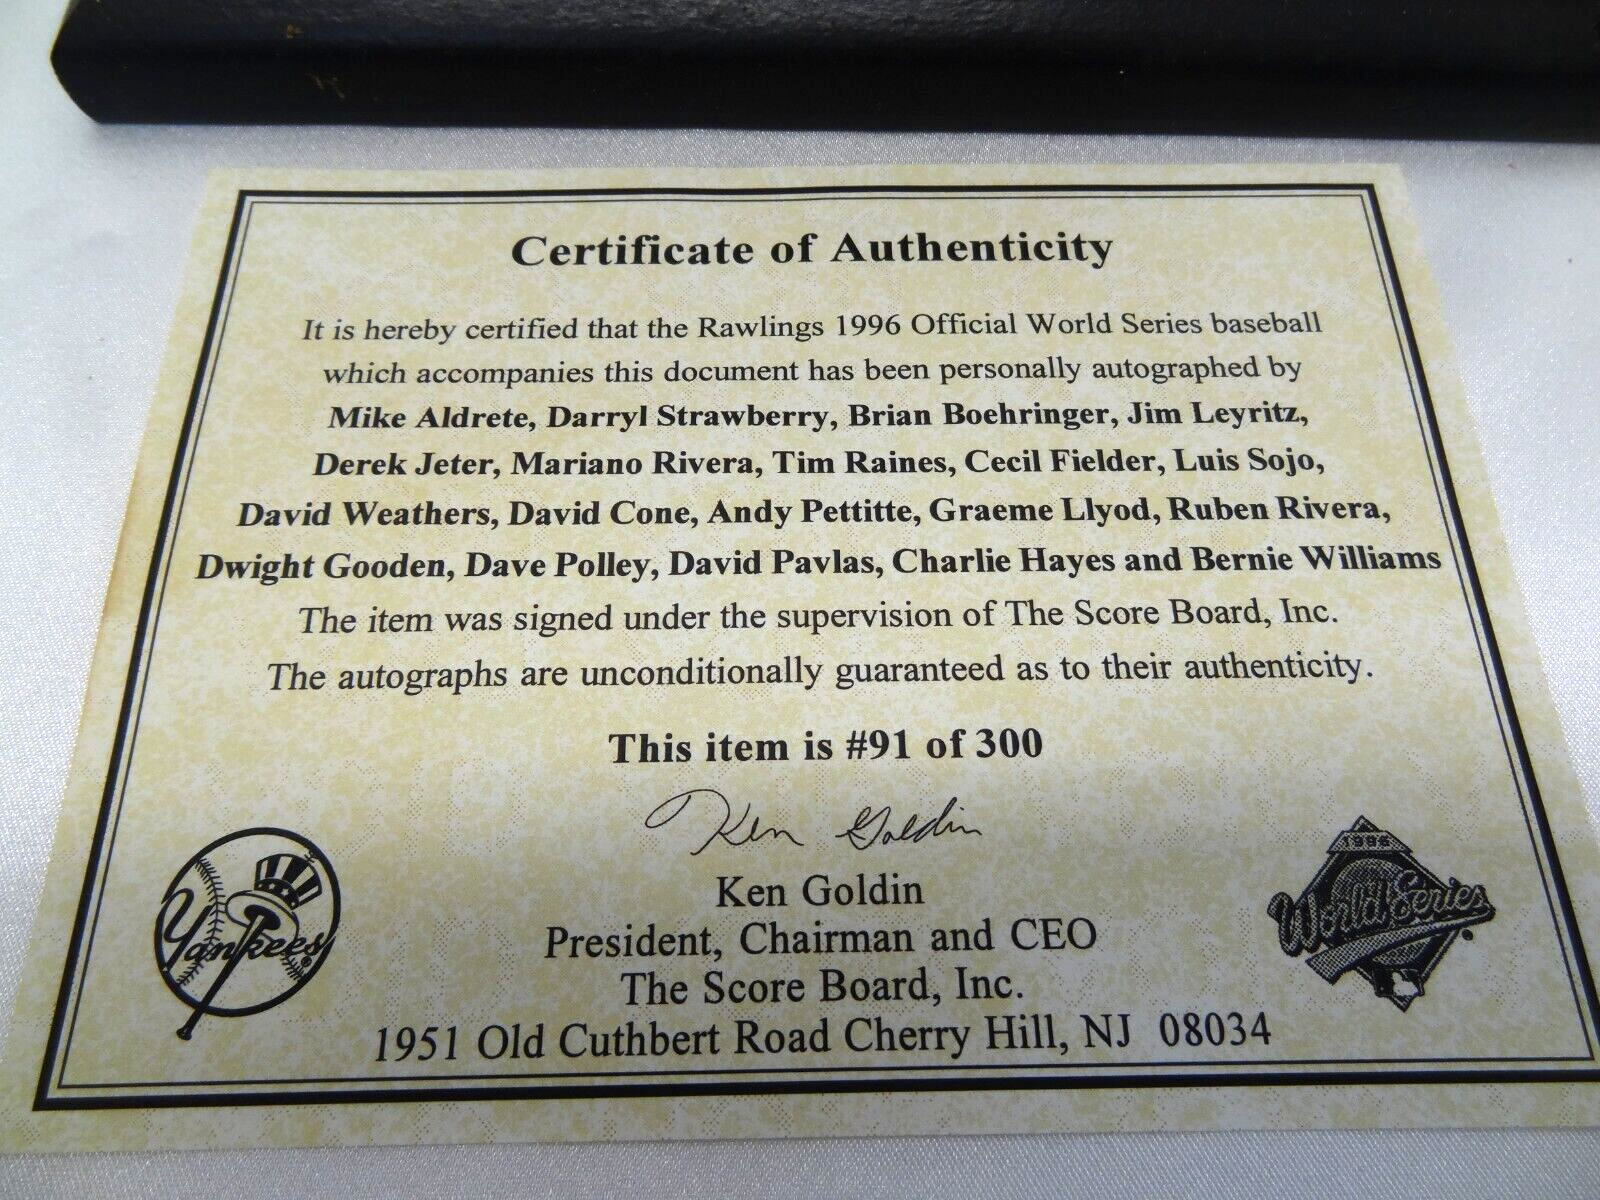 Certificate of Authenticity
It is hereby certified that the Rawlings 1996 Official World Series baseball
which accompanies this document has been personally autographed by
Mike Aldrete, Darryl Strawberry, Brian Boehringer, Jim Leyritz,
Derek Jeter, Mariano Rivera, Tim Raines, Cecil Fielder, Luis Sojo,
David Weathers, David Cone, Andy Pettitte, Graeme Llyod, Ruben Rivera,
Dwight Gooden, Dave Polley, David Pavlas, Charlie Hayes and Bernie Williams
The item was signed under the supervision of The Score Board, Inc.
The autographs are unconditionally guaranteed as to their authenticity.
This item is #91 of 300
Ken Goldin
Ken Goldin
President, Chairman and CEO
The Score Board, Inc.
1951 Old Cuthbert Road Cherry Hill, NJ 08034
Yankees
1996
World Series